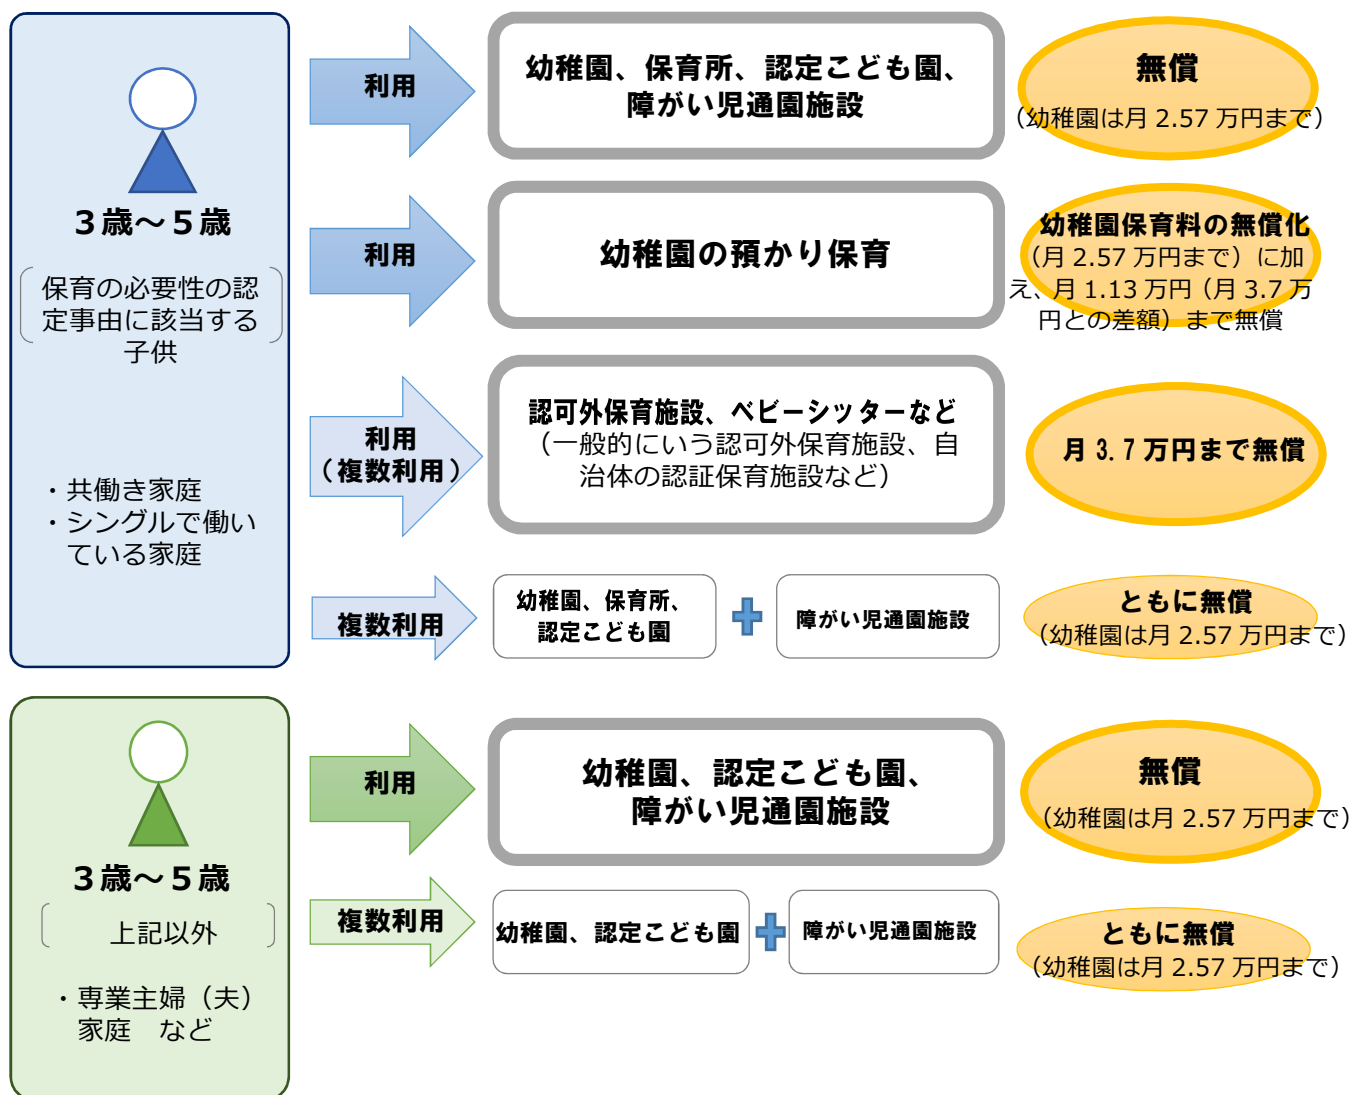 ３歳～５歳
保育の必要性の認
定事由に該当する
子供
・共働き家庭
・シングルで働い
ている家庭
利用
幼稚園、保育所、認定こども園、
障がい児通園施設
無償
（幼稚園は月 2.57 万円まで）
利用
幼稚園の預かり保育
幼稚園保育料の無償化
（月 2.57 万円まで）に加
え、月 1.13 万円（月 3.7 万
円との差額）まで無償
利用
（複数利用）
認可外保育施設、ベビーシッターなど
（一般的にいう認可外保育施設、自
治体の認証保育施設など）
月 3.7 万円まで無償
複数利用
幼稚園、保育所、
認定こども園
障がい児通園施設
ともに無償
（幼稚園は月 2.57 万円まで）
３歳～５歳
上記以外
・専業主婦（夫）
家庭　など
利用
幼稚園、認定こども園、
障がい児通園施設
無償
（幼稚園は月 2.57 万円まで）
複数利用
幼稚園、認定こども園
障がい児通園施設
ともに無償
（幼稚園は月 2.57 万円まで）